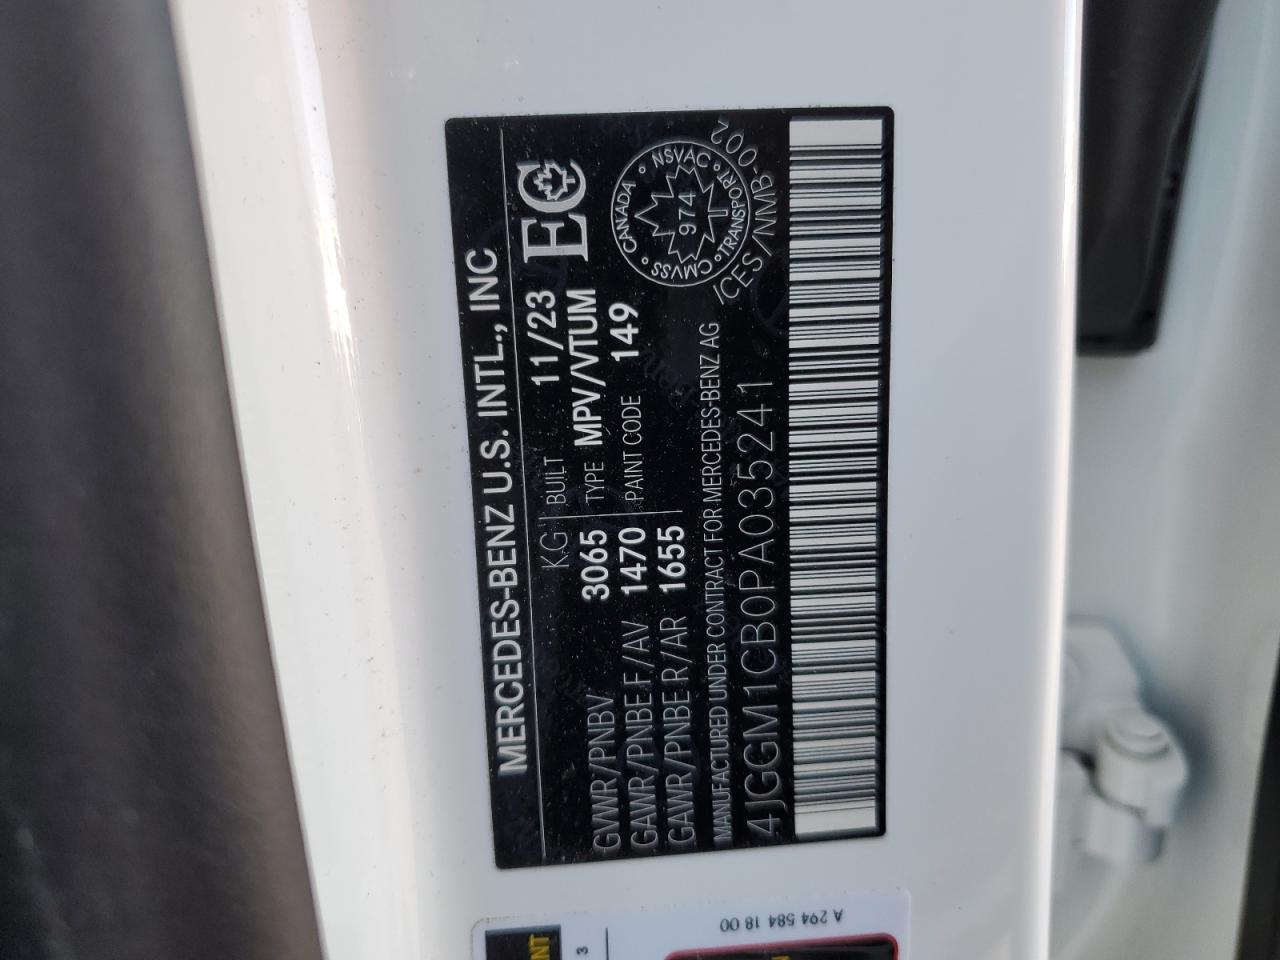 MERCEDES-BENZ U.S. INTL., INC
KG
BUILT 11/23
EC
GVWR/PNBV 3065
TYPE MPV/VTUM
GAWR/PNBE F/AV 1470
PAINT CODE 149
GAWR/PNBE R/AR 1655
CANADA • NSVAC • TRANSPORT • CMVSS •
974
MANUFACTURED UNDER CONTRACT FOR MERCEDES-BENZ AG
ICES/NMB-002
4JGGM1CB0PA035241
A 294 584 18 00
3